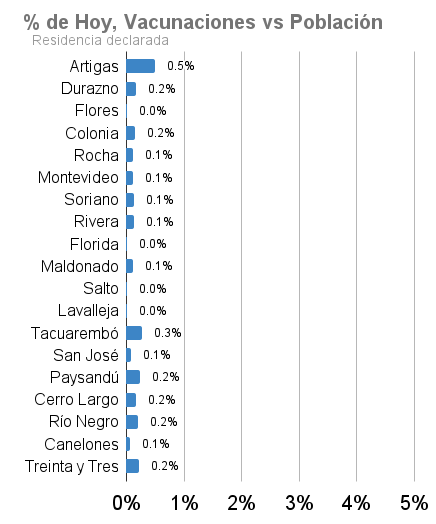 % de Hoy, Vacunaciones vs Población
Residencia declarada
Artigas 0.5%
Durazno 0.2%
Flores 0.0%
Colonia 0.2%
Rocha 0.1%
Montevideo 0.1%
Soriano 0.1%
Rivera 0.1%
Florida 0.0%
Maldonado 0.1%
Salto 0.0%
Lavalleja 0.0%
Tacuarembó 0.3%
San José 0.1%
Paysandú 0.2%
Cerro Largo 0.2%
Río Negro 0.2%
Canelones 0.1%
Treinta y Tres 0.2%
0% 1% 2% 3% 4% 5%